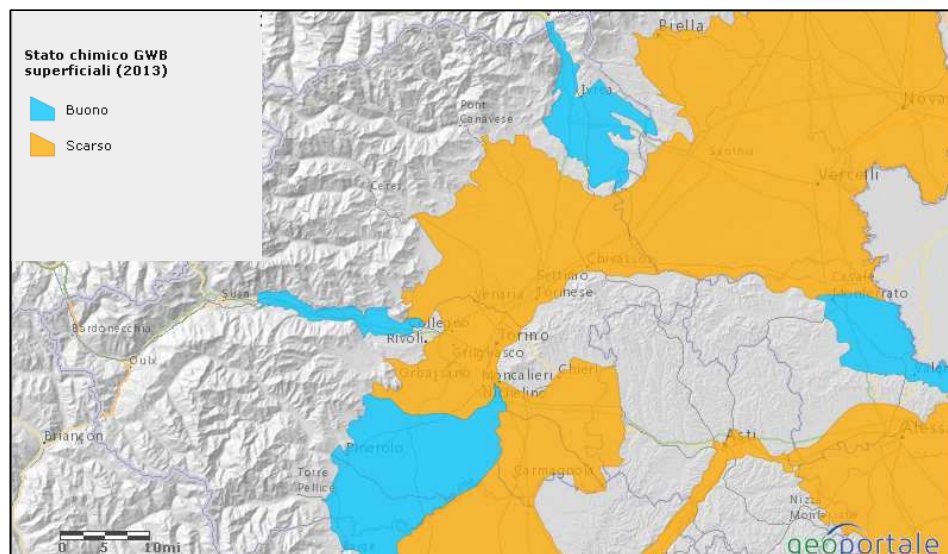 Stato chimico GWB
superficiali (2013)
Buono
Scarso
Biella
Ivrea
Pont
Canavese
Santhià
Vercelli
Ceres
Chivasso
Settimo
Torinese
Casale
Monferrato
Susa
Venaria
Bardonecchia
Collegno
Rivoli
Torino
Grugliasco
Oulx
Orbassano
Moncalieri
Chieri
Nichelino
Briançon
Pinerolo
Asti
Torre
Pellice
Carmagnola
Nizza
Monferrato
0 5 10mi
geoportale